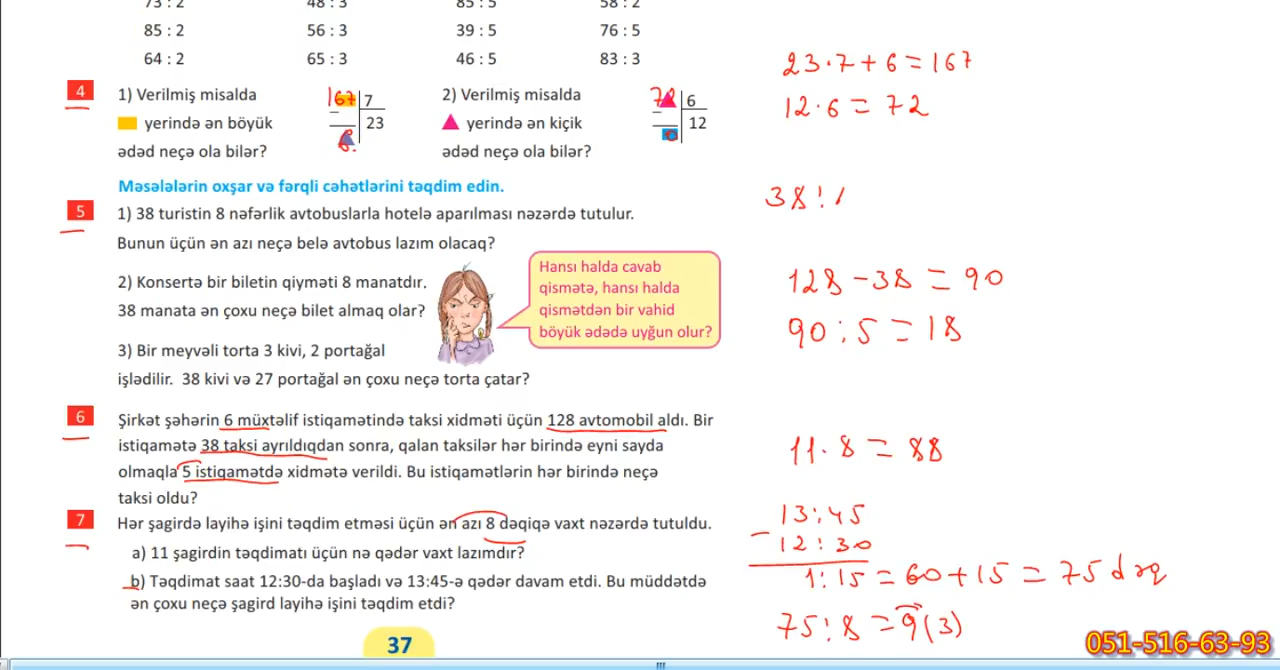 73 : 2 48 : 3 85 : 5 58 : 2
85 : 2 56 : 3 39 : 5 76 : 5
64 : 2 65 : 3 46 : 5 83 : 3
4 1) Verilmiş misalda
yerində ən böyük
ədəd neçə ola bilər?
167 7
23
6.
2) Verilmiş misalda
yerində ən kiçik
ədəd neçə ola bilər?
72 6
12
0
Məsələlərin oxşar və fərqli cəhətlərini təqdim edin.
5 1) 38 turistin 8 nəfərlik avtobuslarla hotelə aparılması nəzərdə tutulur.
Bunun üçün ən azı neçə belə avtobus lazım olacaq?
2) Konsertə bir biletin qiyməti 8 manatdır.
38 manata ən çoxu neçə bilet almaq olar?
3) Bir meyvəli torta 3 kivi, 2 portağal
işlədilir. 38 kivi və 27 portağal ən çoxu neçə torta çatar?
Hansı halda cavab
qismətə, hansı halda
qismətdən bir vahid
böyük ədədə uyğun olur?
6 Şirkət şəhərin 6 müxtəlif istiqamətində taksi xidməti üçün 128 avtomobil aldı. Bir
istiqamətə 38 taksi ayrıldıqdan sonra, qalan taksilər hər birində eyni sayda
olmaqla 5 istiqamətdə xidmətə verildi. Bu istiqamətlərin hər birində neçə
taksi oldu?
7 Hər şagirdə layihə işini təqdim etməsi üçün ən azı 8 dəqiqə vaxt nəzərdə tutuldu.
a) 11 şagirdin təqdimatı üçün nə qədər vaxt lazımdır?
b) Təqdimat saat 12:30-da başladı və 13:45-ə qədər davam etdi. Bu müddətdə
ən çoxu neçə şagird layihə işini təqdim etdi?
37
23·7+6=167
12·6=72
38:
128-38=90
90:5=18
11·8=88
13:45
- 12:30
1:15=60+15=75 dəq
75:8=9(3)
051-516-63-93